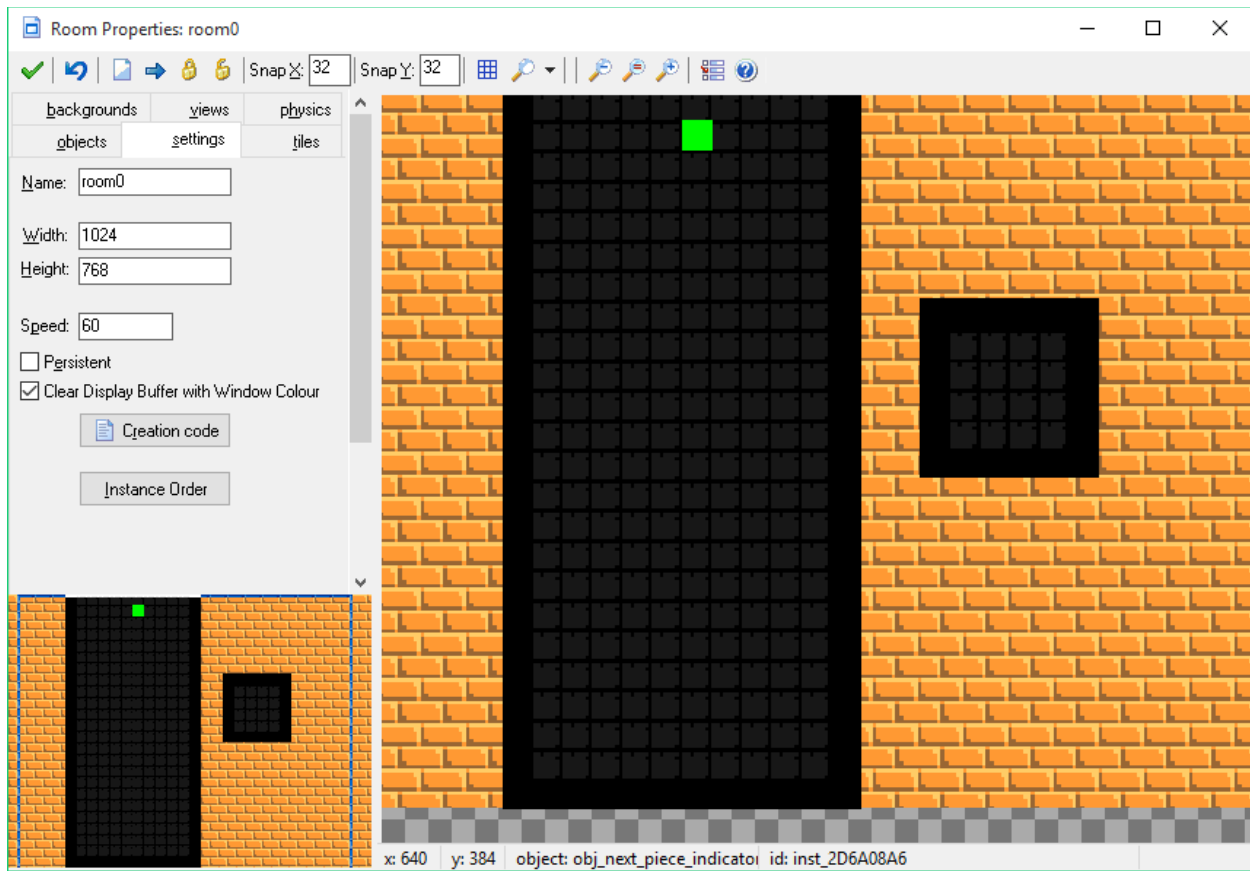 Room Properties: room0
Snap X: 32 Snap Y: 32
backgrounds views physics
objects settings tiles
Name: room0
Width: 1024
Height: 768
Speed: 60
Persistent
Clear Display Buffer with Window Colour
Creation code
Instance Order
x: 640 y: 384 object: obj_next_piece_indicator id: inst_2D6A08A6